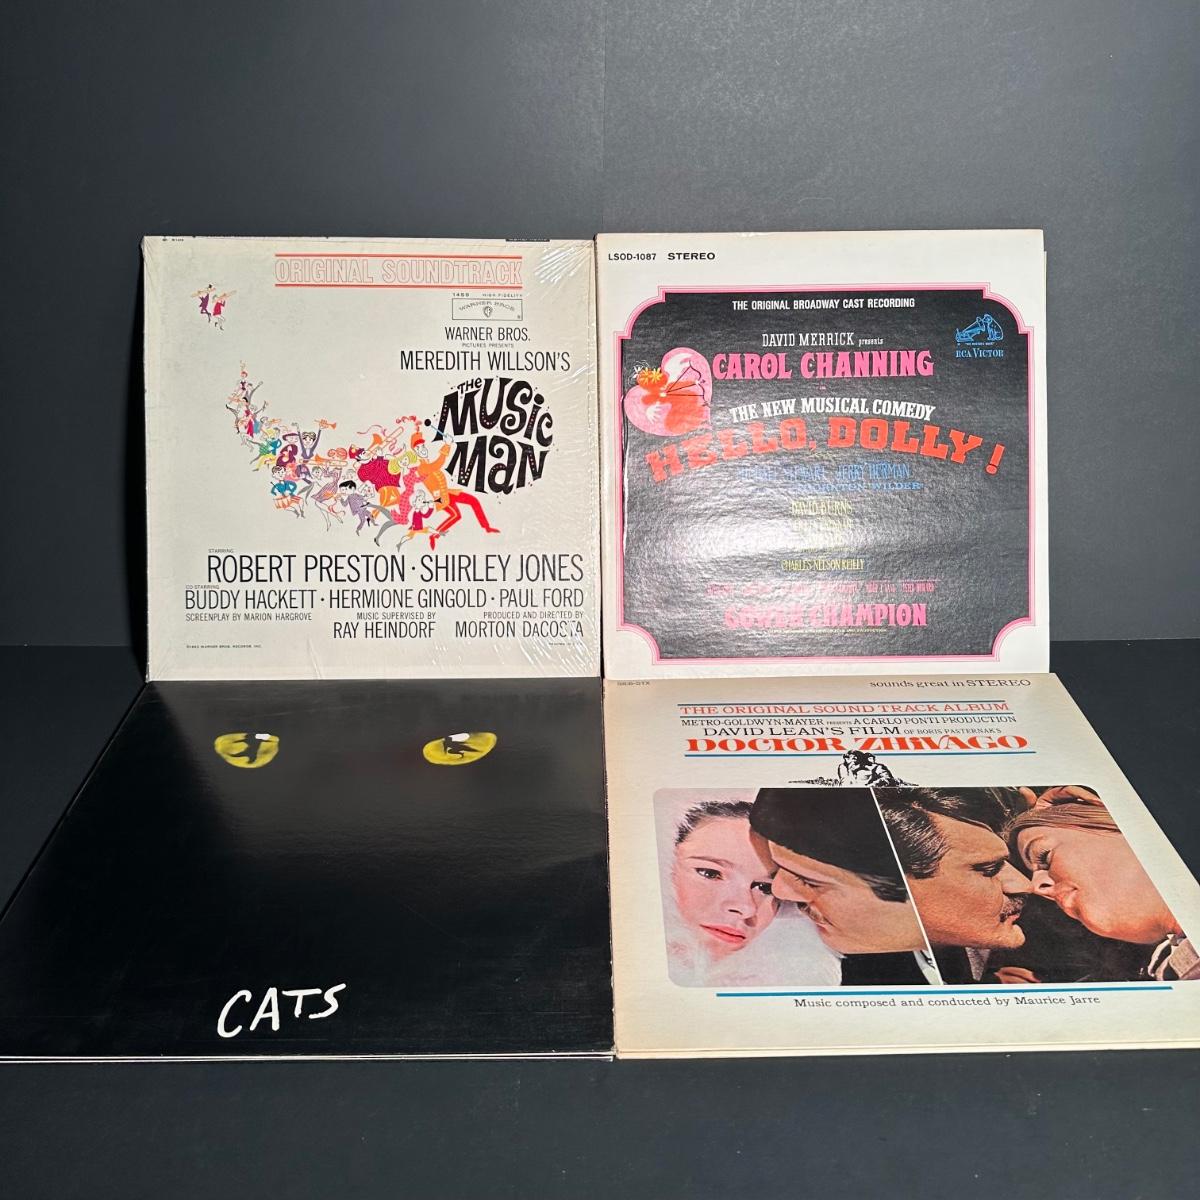 ORIGINAL SOUNDTRACK
1459 HIGH FIDELITY
WARNER BROS.
WARNER BROS.
PICTURES PRESENTS
MEREDITH WILLSON'S
THE
MUSIC
MAN
STARRING
ROBERT PRESTON · SHIRLEY JONES
CO-STARRING
BUDDY HACKETT · HERMIONE GINGOLD · PAUL FORD
SCREENPLAY BY MARION HARGROVE
MUSIC SUPERVISED BY
RAY HEINDORF
PRODUCED AND DIRECTED BY
MORTON DACOSTA
LSOD-1087 STEREO
THE ORIGINAL BROADWAY CAST RECORDING
DAVID MERRICK presents
CAROL CHANNING
RCA VICTOR
THE NEW MUSICAL COMEDY
HELLO, DOLLY!
STEWART JERRY HERMAN
THORNTON WILDER
DAVID BURNS
CHARLES NELSON REILLY
GOWER CHAMPION
CATS
sounds great in STEREO
THE ORIGINAL SOUND TRACK ALBUM
METRO-GOLDWYN-MAYER PRESENTS A CARLO PONTI PRODUCTION
DAVID LEAN'S FILM OF BORIS PASTERNAK'S
DOCTOR ZHIVAGO
Music composed and conducted by Maurice Jarre